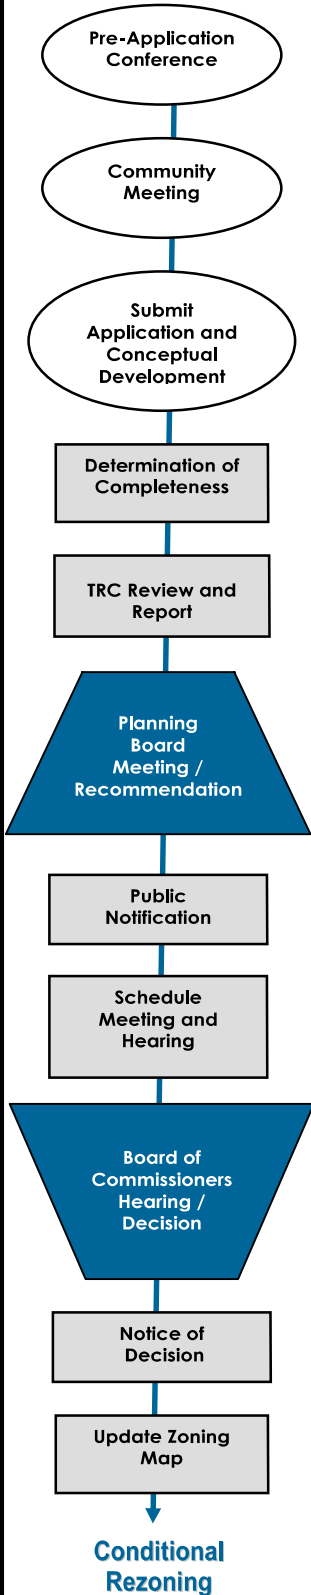 Pre-Application
Conference
Community
Meeting
Submit
Application and
Conceptual
Development
Determination of
Completeness
TRC Review and
Report
Planning
Board
Meeting /
Recommendation
Public
Notification
Schedule
Meeting and
Hearing
Board of
Commissioners
Hearing /
Decision
Notice of
Decision
Update Zoning
Map
Conditional
Rezoning